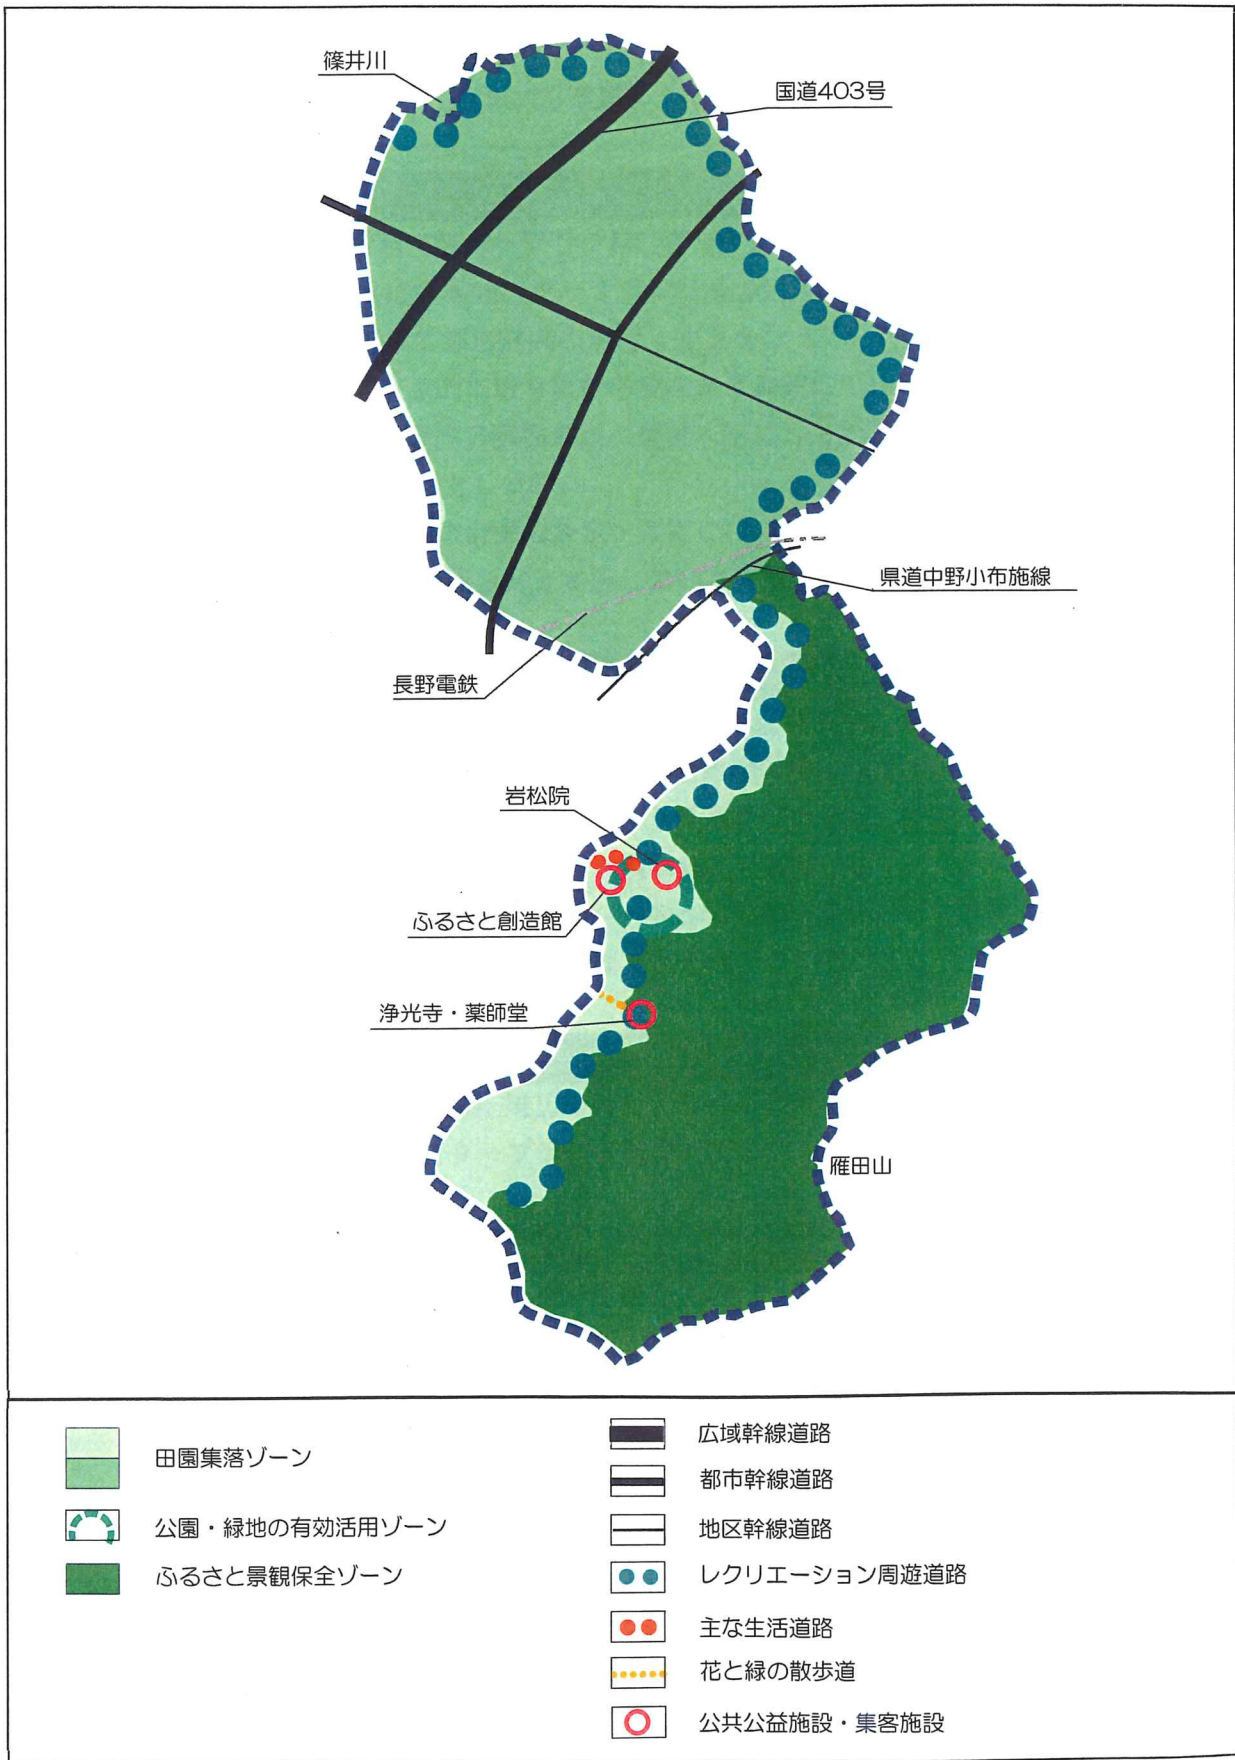 篠井川
国道403号
県道中野小布施線
長野電鉄
岩松院
ふるさと創造館
浄光寺・薬師堂
雁田山
田園集落ゾーン
公園・緑地の有効活用ゾーン
ふるさと景観保全ゾーン
広域幹線道路
都市幹線道路
地区幹線道路
レクリエーション周遊道路
主な生活道路
花と緑の散歩道
公共公益施設・集客施設